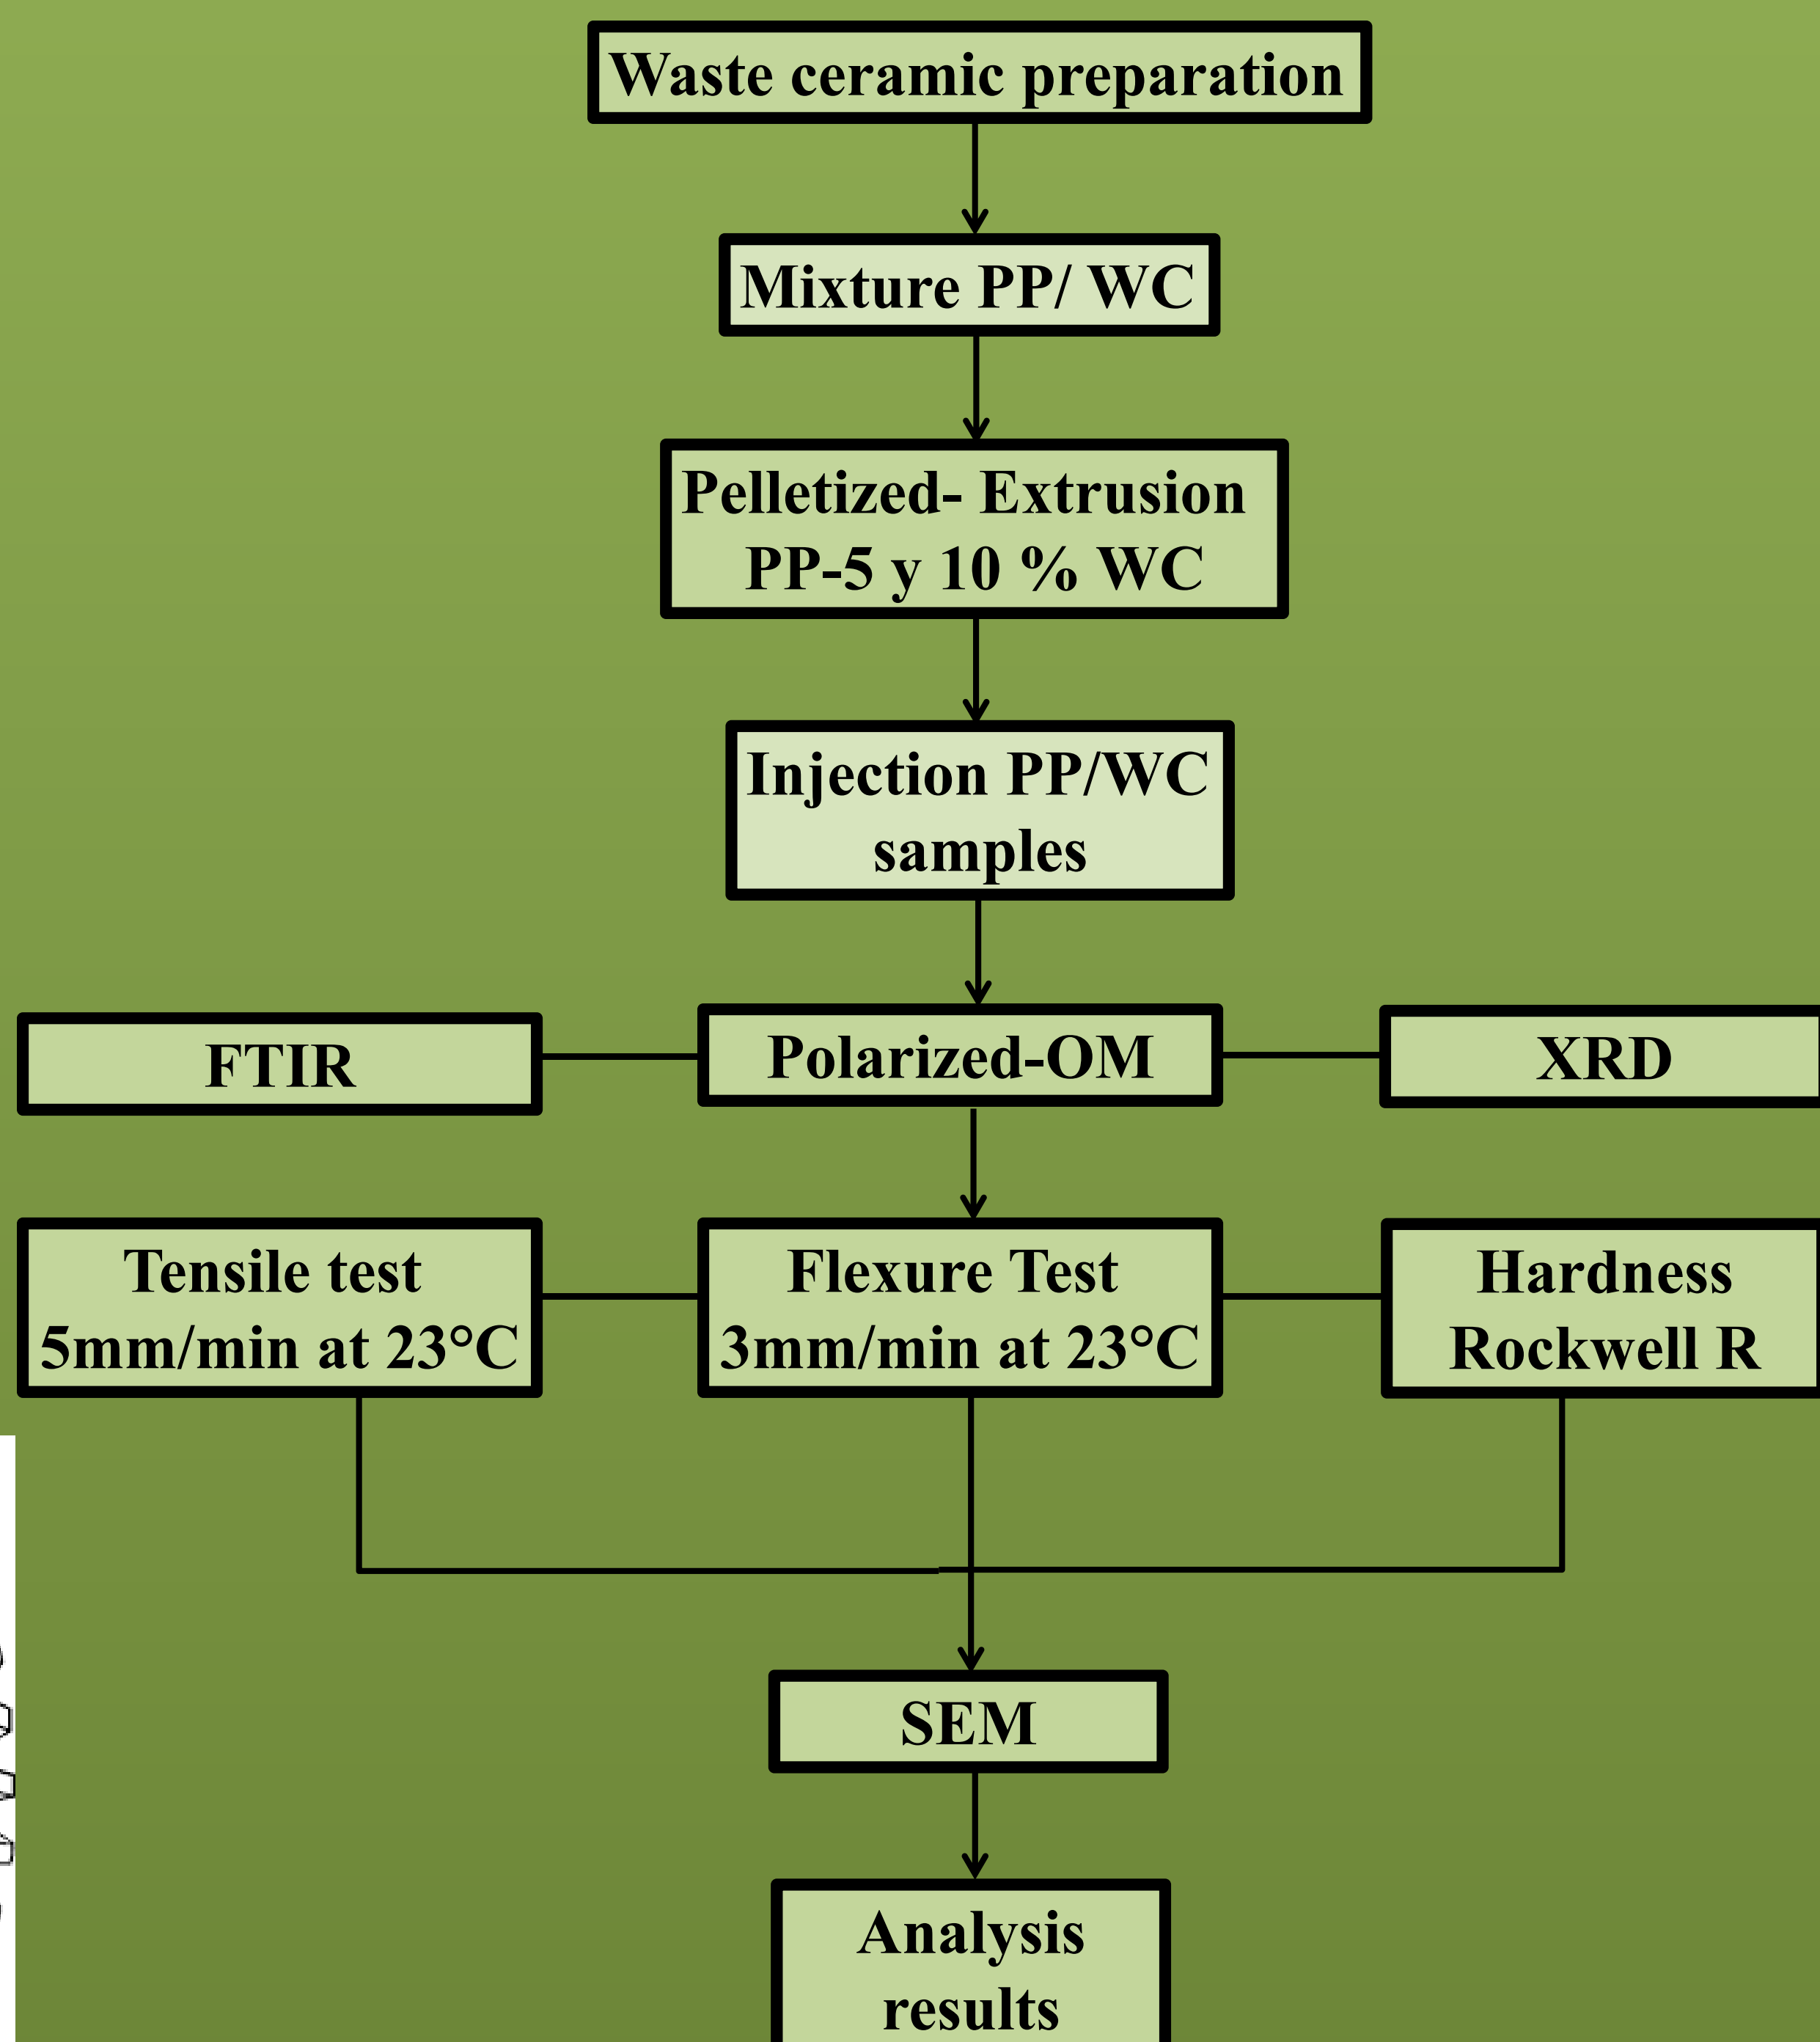 Waste ceramic preparation
Mixture PP/ WC
Pelletized- Extrusion
PP-5 y 10 % WC
Injection PP/WC
samples
FTIR
Polarized-OM
XRD
Tensile test
5mm/min at 23°C
Flexure Test
3mm/min at 23°C
Hardness
Rockwell R
SEM
Analysis
results